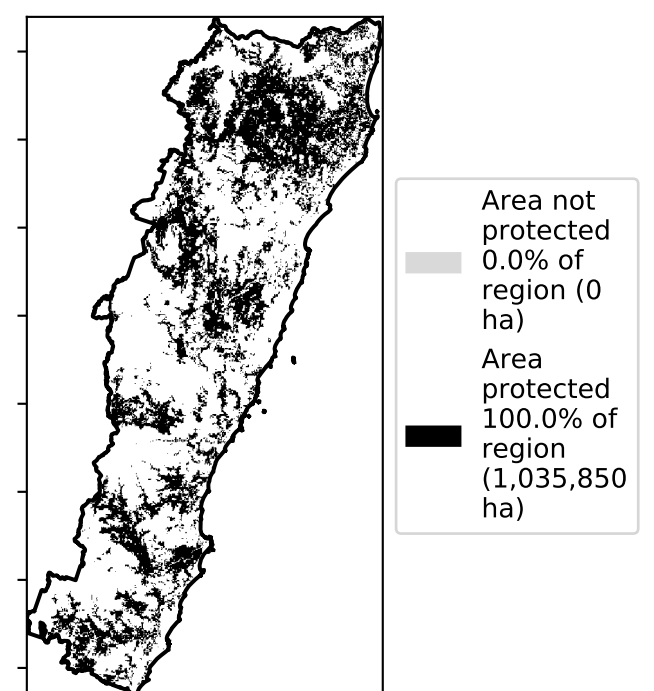 Area not
protected
0.0% of
region (0
ha)
Area
protected
100.0% of
region
(1,035,850
ha)